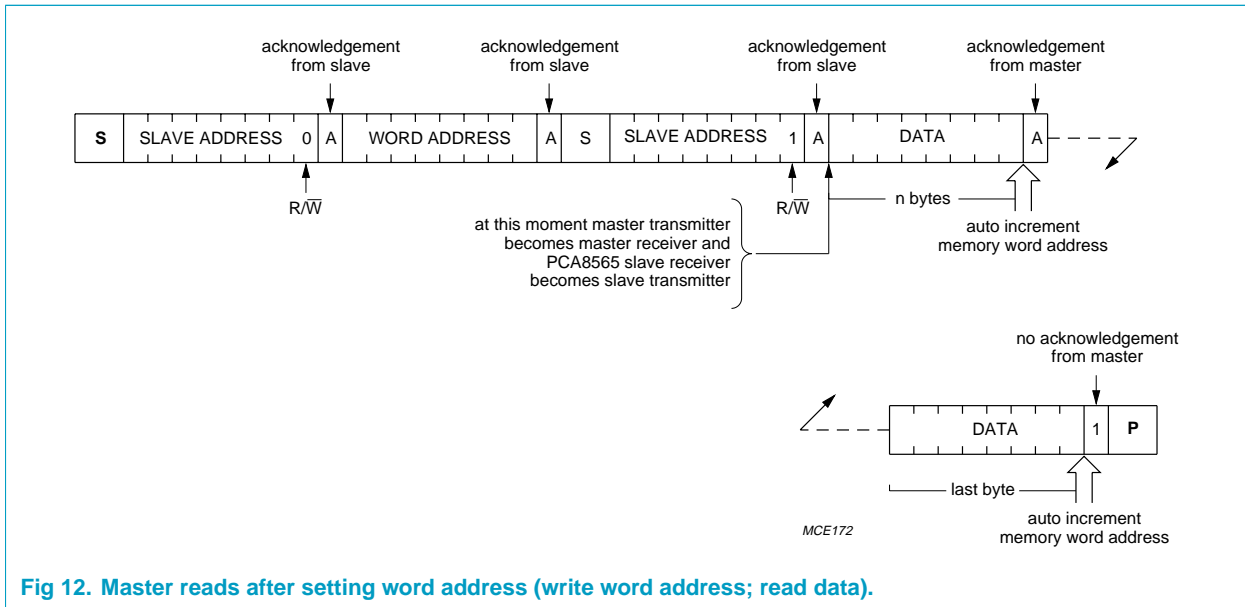 acknowledgement
from slave
acknowledgement
from slave
acknowledgement
from slave
acknowledgement
from master
S SLAVE ADDRESS 0 A WORD ADDRESS A S SLAVE ADDRESS 1 A DATA A
R/W̅
R/W̅
n bytes
at this moment master transmitter
becomes master receiver and
PCA8565 slave receiver
becomes slave transmitter
auto increment
memory word address
no acknowledgement
from master
DATA 1 P
last byte
auto increment
memory word address
MCE172
Fig 12. Master reads after setting word address (write word address; read data).